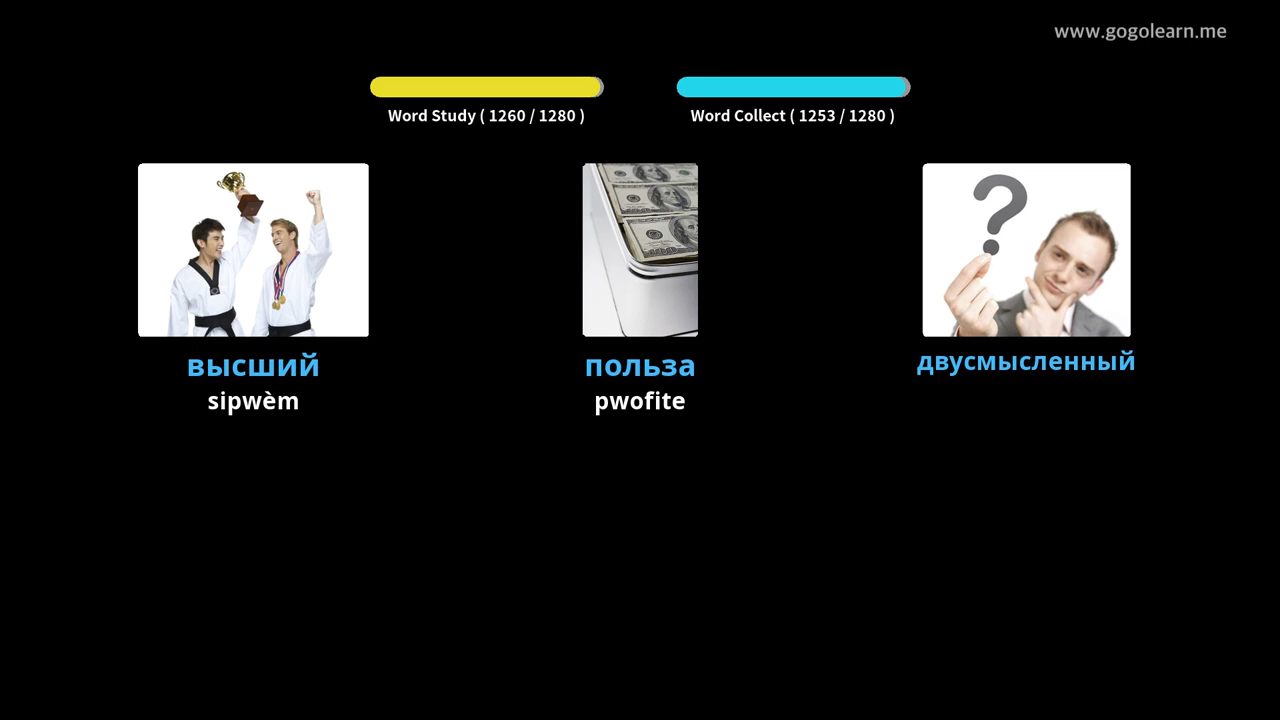 www.gogolearn.me
Word Study ( 1260 / 1280 )
Word Collect ( 1253 / 1280 )
высший
sipwèm
польза
pwofite
двусмысленный